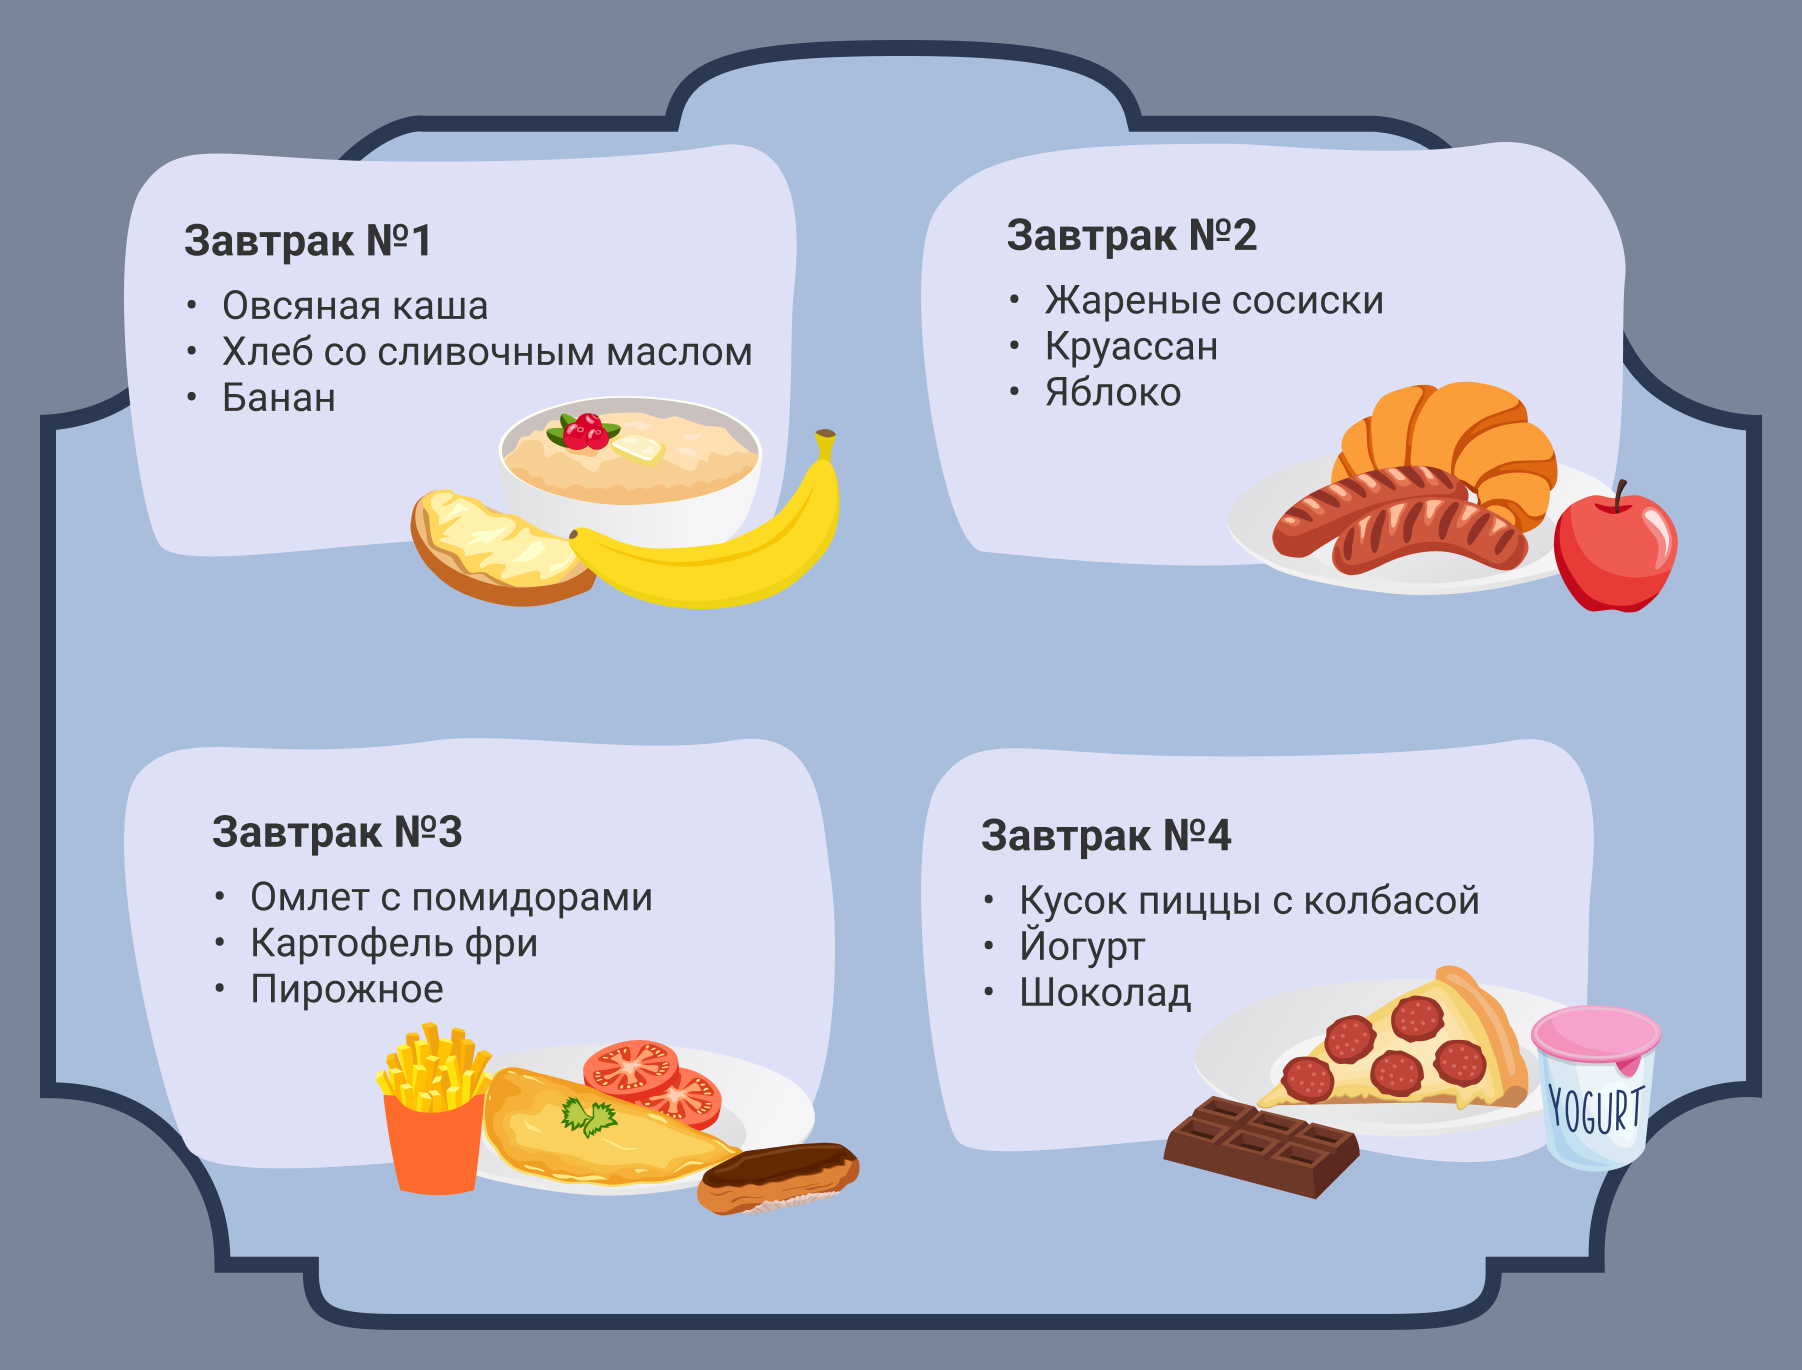 Завтрак №1
• Овсяная каша
• Хлеб со сливочным маслом
• Банан
Завтрак №2
• Жареные сосиски
• Круассан
• Яблоко
Завтрак №3
• Омлет с помидорами
• Картофель фри
• Пирожное
Завтрак №4
• Кусок пиццы с колбасой
• Йогурт
• Шоколад
YOGURT